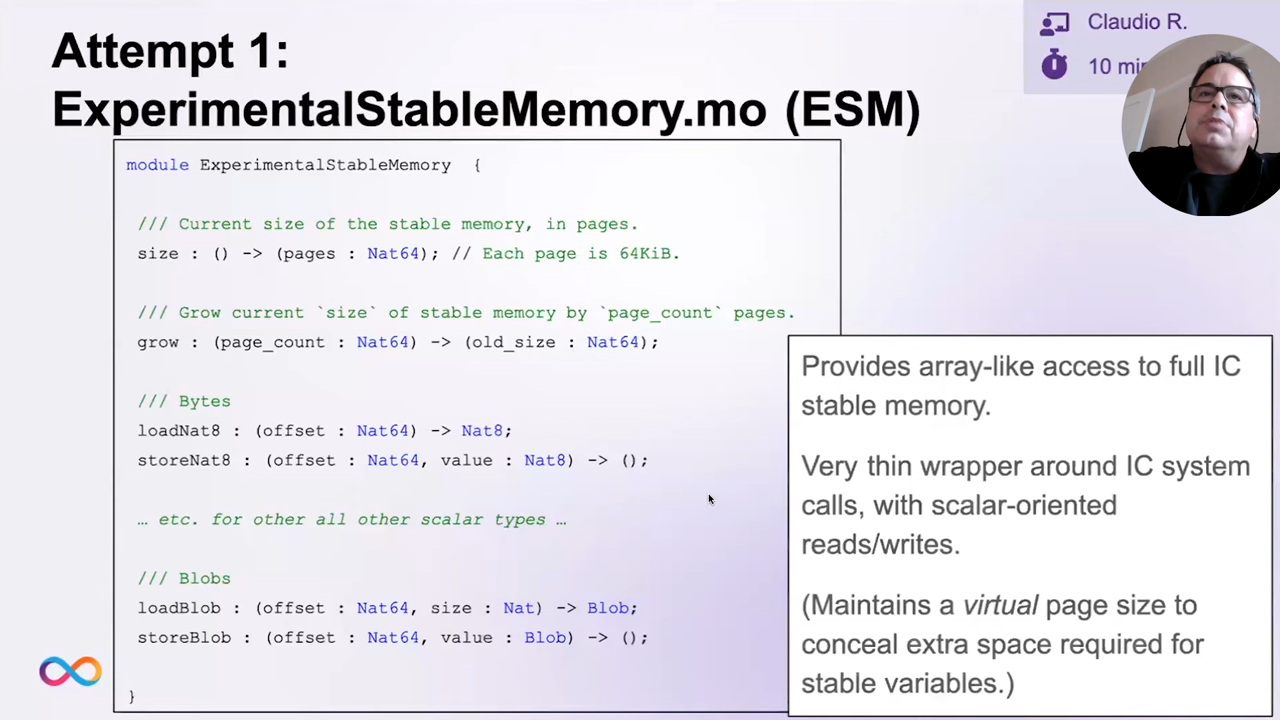 Attempt 1:
ExperimentalStableMemory.mo (ESM)
Claudio R.
10 min
module ExperimentalStableMemory {
/// Current size of the stable memory, in pages.
size : () -> (pages : Nat64); // Each page is 64KiB.
/// Grow current `size` of stable memory by `page_count` pages.
grow : (page_count : Nat64) -> (old_size : Nat64);
/// Bytes
loadNat8 : (offset : Nat64) -> Nat8;
storeNat8 : (offset : Nat64, value : Nat8) -> ();
… etc. for other all other scalar types …
/// Blobs
loadBlob : (offset : Nat64, size : Nat) -> Blob;
storeBlob : (offset : Nat64, value : Blob) -> ();
}
Provides array-like access to full IC
stable memory.
Very thin wrapper around IC system
calls, with scalar-oriented
reads/writes.
(Maintains a virtual page size to
conceal extra space required for
stable variables.)